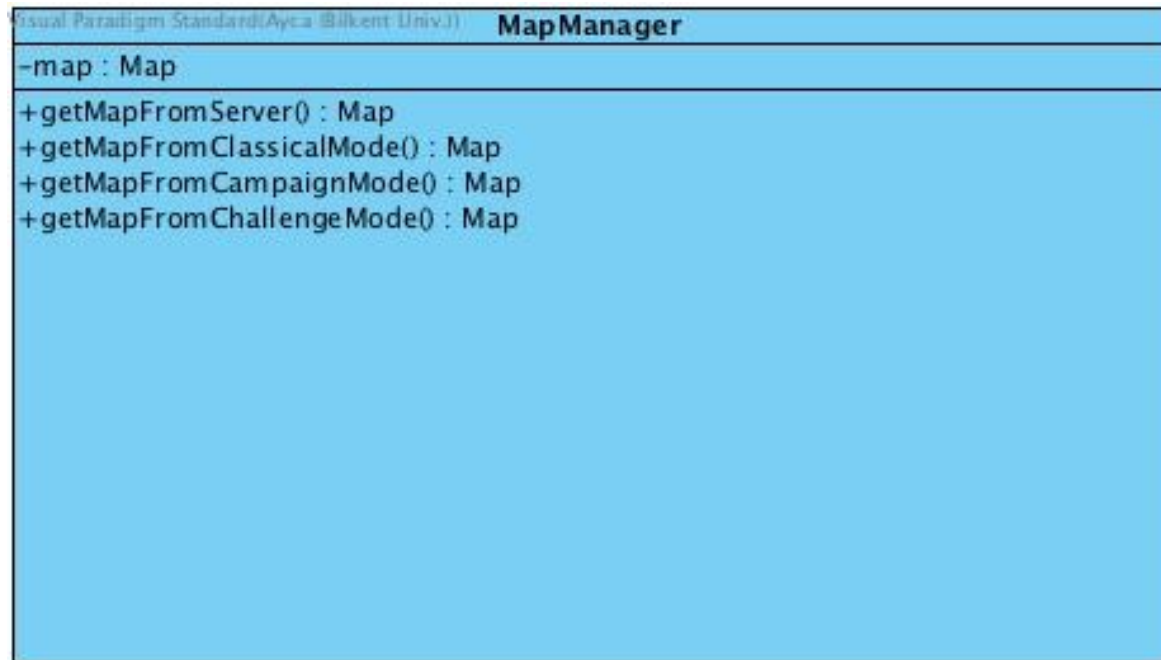 Visual Paradigm Standard(Ayca (Bilkent Univ.))
MapManager
-map : Map
+getMapFromServer() : Map
+getMapFromClassicalMode() : Map
+getMapFromCampaignMode() : Map
+getMapFromChallengeMode() : Map